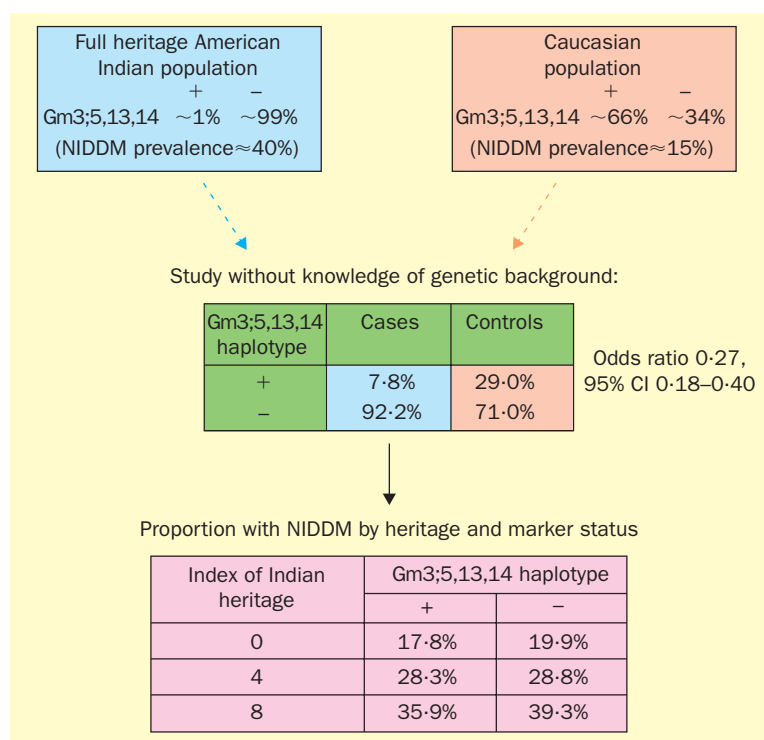 Full heritage American
Indian population
+ –
Gm3;5,13,14 ~1% ~99%
(NIDDM prevalence≈40%)
Caucasian
population
+ –
Gm3;5,13,14 ~66% ~34%
(NIDDM prevalence≈15%)
Study without knowledge of genetic background:
Gm3;5,13,14
haplotype
Cases
Controls
+ 7·8% 29·0%
– 92·2% 71·0%
Odds ratio 0·27,
95% CI 0·18–0·40
Proportion with NIDDM by heritage and marker status
Index of Indian
heritage
Gm3;5,13,14 haplotype
+ –
0 17·8% 19·9%
4 28·3% 28·8%
8 35·9% 39·3%